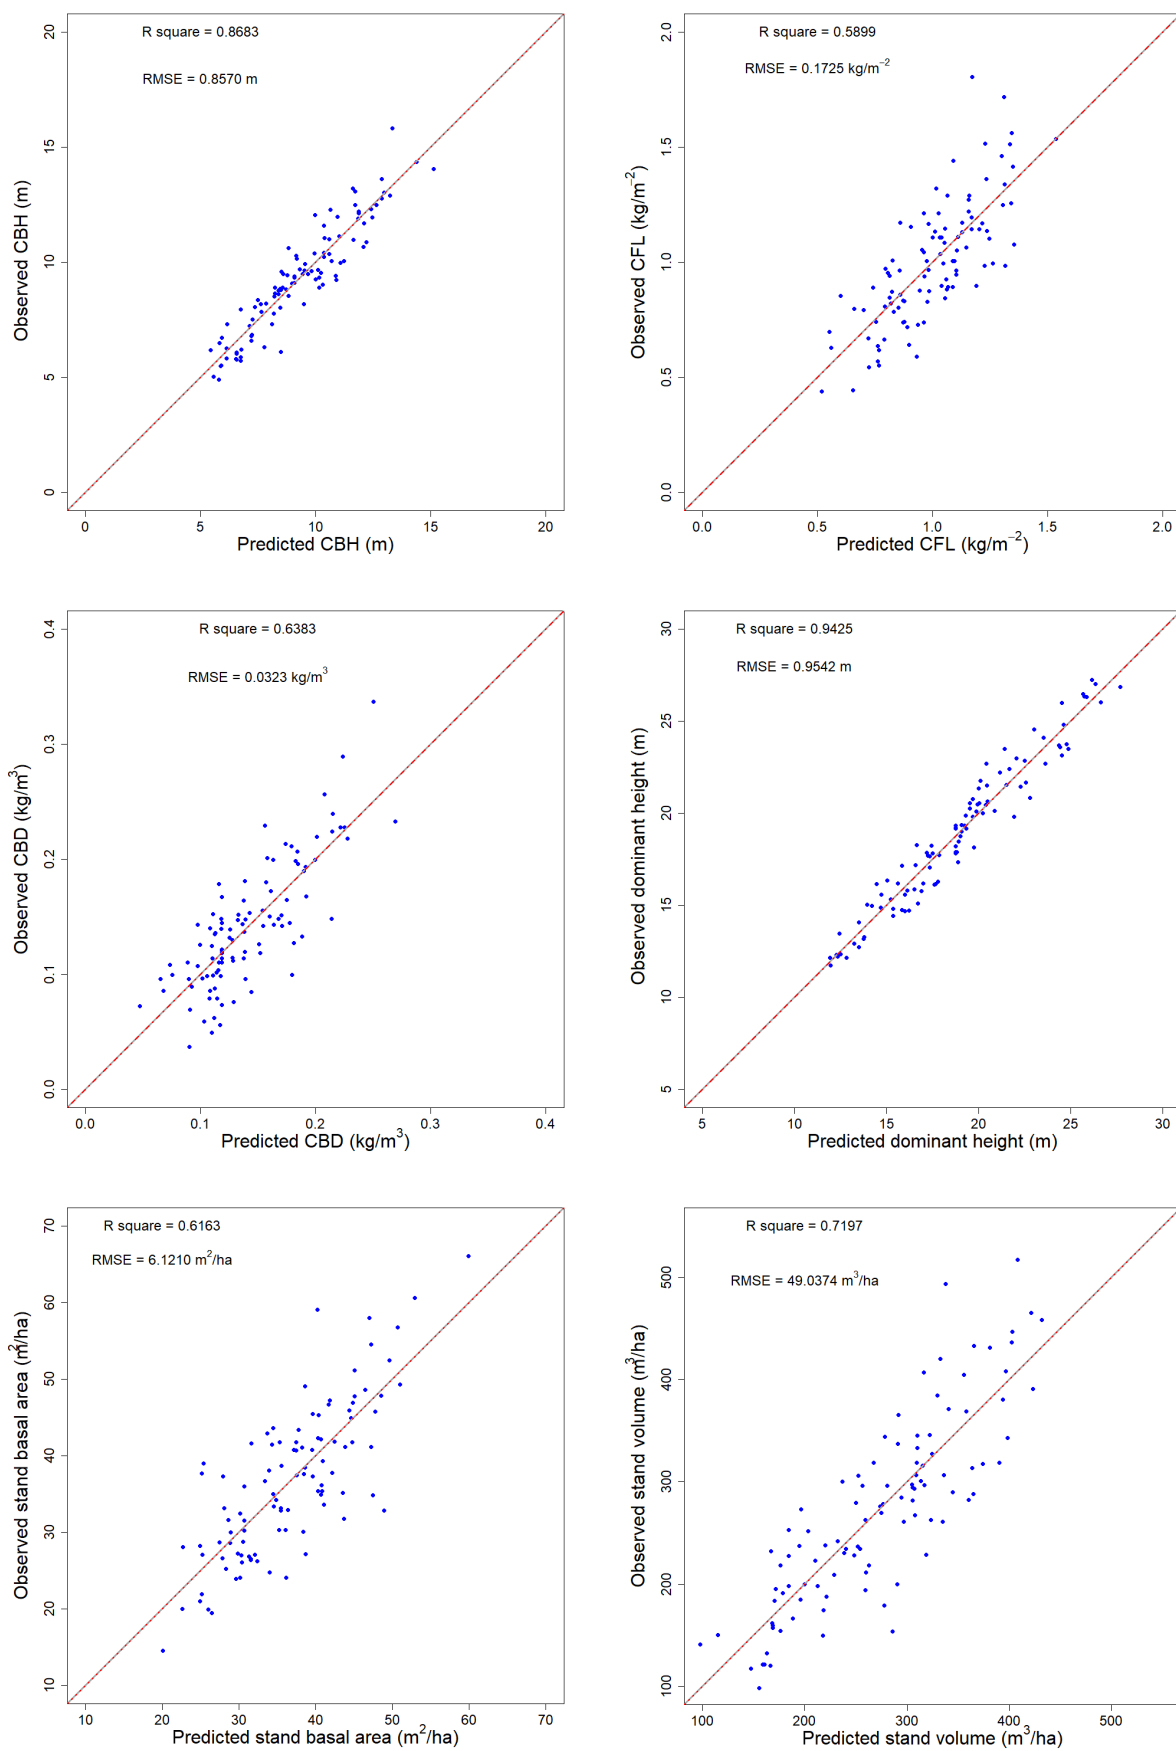 R square = 0.8683
RMSE = 0.8570 m
Observed CBH (m)
20
15
10
5
0
0 5 10 15 20
Predicted CBH (m)
R square = 0.5899
RMSE = 0.1725 kg/m⁻²
Observed CFL (kg/m⁻²)
2.0
1.5
1.0
0.5
0.0
0.0 0.5 1.0 1.5 2.0
Predicted CFL (kg/m⁻²)
R square = 0.6383
RMSE = 0.0323 kg/m³
Observed CBD (kg/m³)
0.4
0.3
0.2
0.1
0.0
0.0 0.1 0.2 0.3 0.4
Predicted CBD (kg/m³)
R square = 0.9425
RMSE = 0.9542 m
Observed dominant height (m)
30
25
20
15
10
5
5 10 15 20 25 30
Predicted dominant height (m)
R square = 0.6163
RMSE = 6.1210 m²/ha
Observed stand basal area (m²/ha)
70
60
50
40
30
20
10
10 20 30 40 50 60 70
Predicted stand basal area (m²/ha)
R square = 0.7197
RMSE = 49.0374 m³/ha
Observed stand volume (m³/ha)
500
400
300
200
100
100 200 300 400 500
Predicted stand volume (m³/ha)